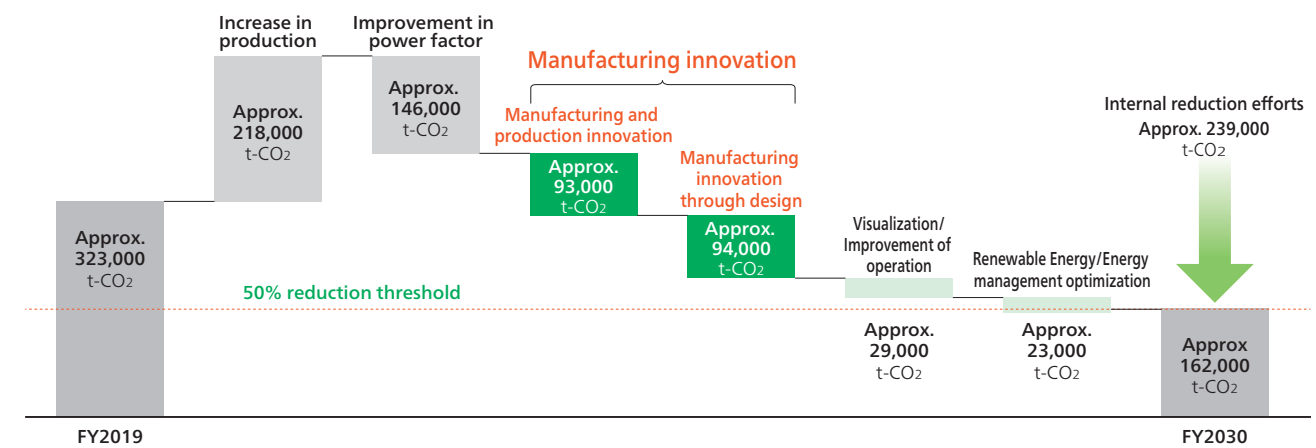 Increase in
production
Approx.
218,000
t-CO2
Improvement in
power factor
Approx.
146,000
t-CO2
Manufacturing innovation
Manufacturing and
production innovation
Approx.
93,000
t-CO2
Manufacturing
innovation
through design
Approx.
94,000
t-CO2
Internal reduction efforts
Approx. 239,000
t-CO2
Approx.
323,000
t-CO2
Visualization/
Improvement of
operation
Renewable Energy/Energy
management optimization
50% reduction threshold
Approx.
29,000
t-CO2
Approx.
23,000
t-CO2
Approx
162,000
t-CO2
FY2019
FY2030